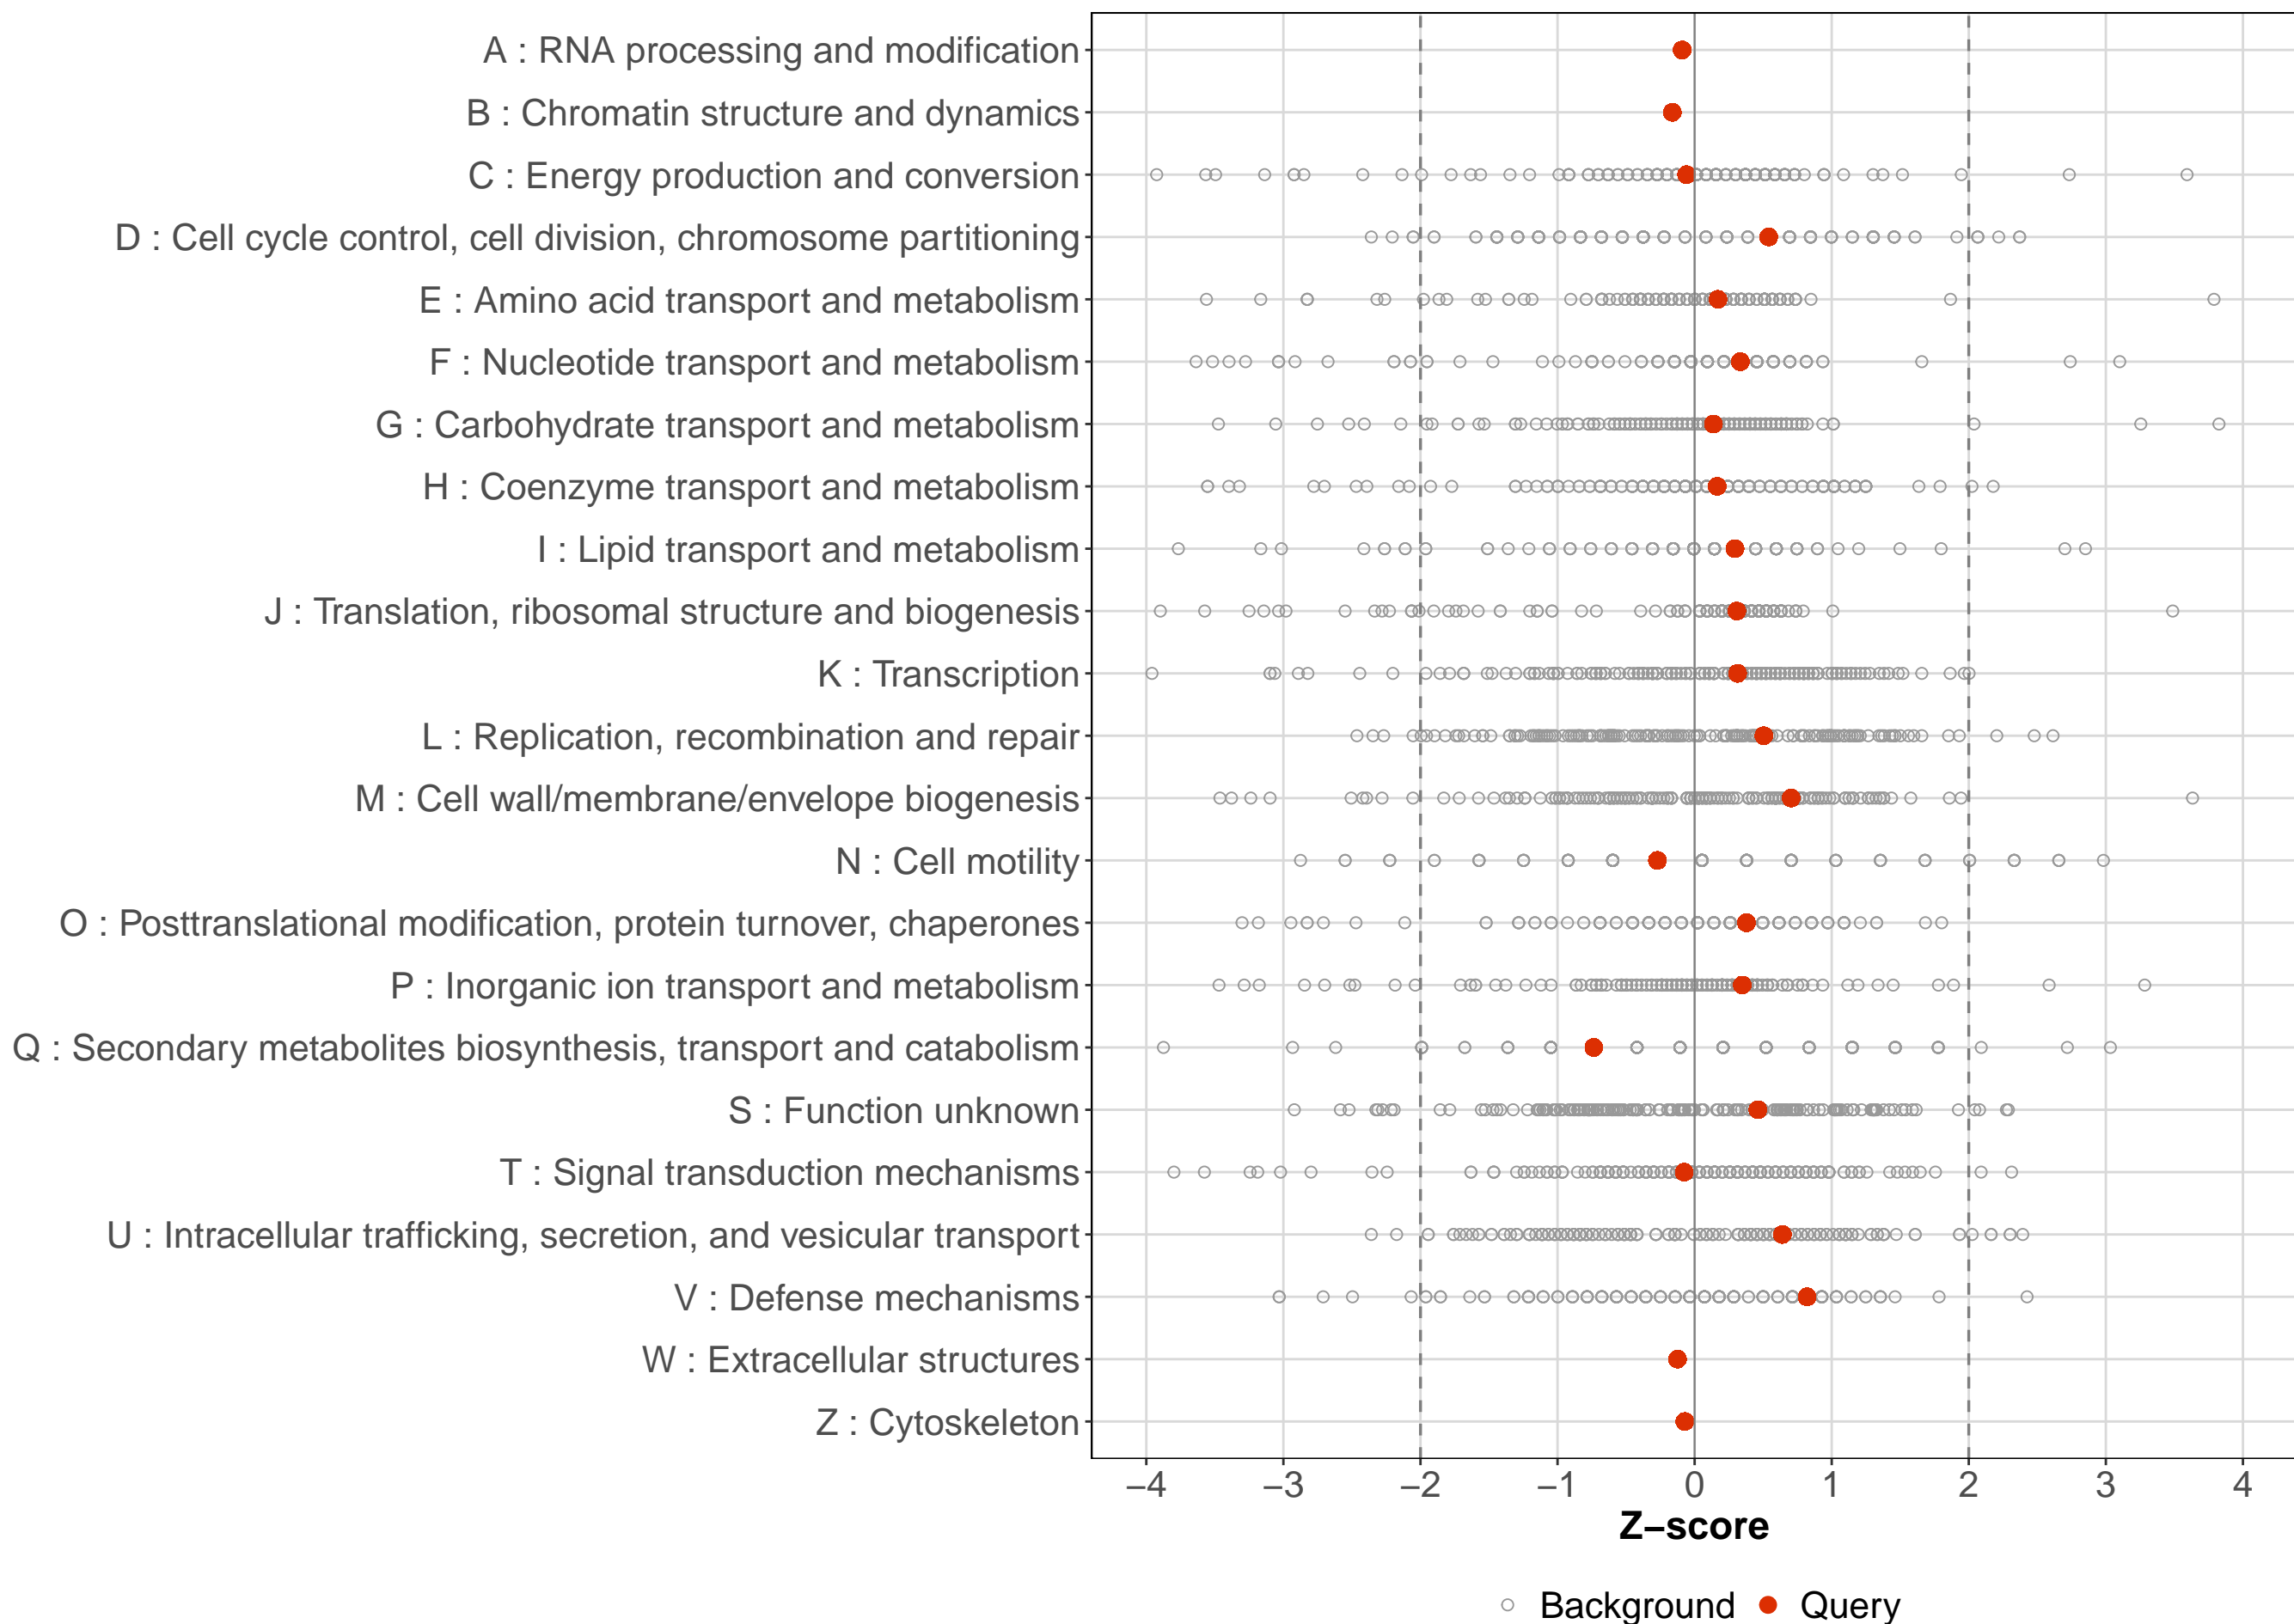 A : RNA processing and modification
B : Chromatin structure and dynamics
C : Energy production and conversion
D : Cell cycle control, cell division, chromosome partitioning
E : Amino acid transport and metabolism
F : Nucleotide transport and metabolism
G : Carbohydrate transport and metabolism
H : Coenzyme transport and metabolism
I : Lipid transport and metabolism
J : Translation, ribosomal structure and biogenesis
K : Transcription
L : Replication, recombination and repair
M : Cell wall/membrane/envelope biogenesis
N : Cell motility
O : Posttranslational modification, protein turnover, chaperones
P : Inorganic ion transport and metabolism
Q : Secondary metabolites biosynthesis, transport and catabolism
S : Function unknown
T : Signal transduction mechanisms
U : Intracellular trafficking, secretion, and vesicular transport
V : Defense mechanisms
W : Extracellular structures
Z : Cytoskeleton
−4 −3 −2 −1 0 1 2 3 4
Z−score
Background Query